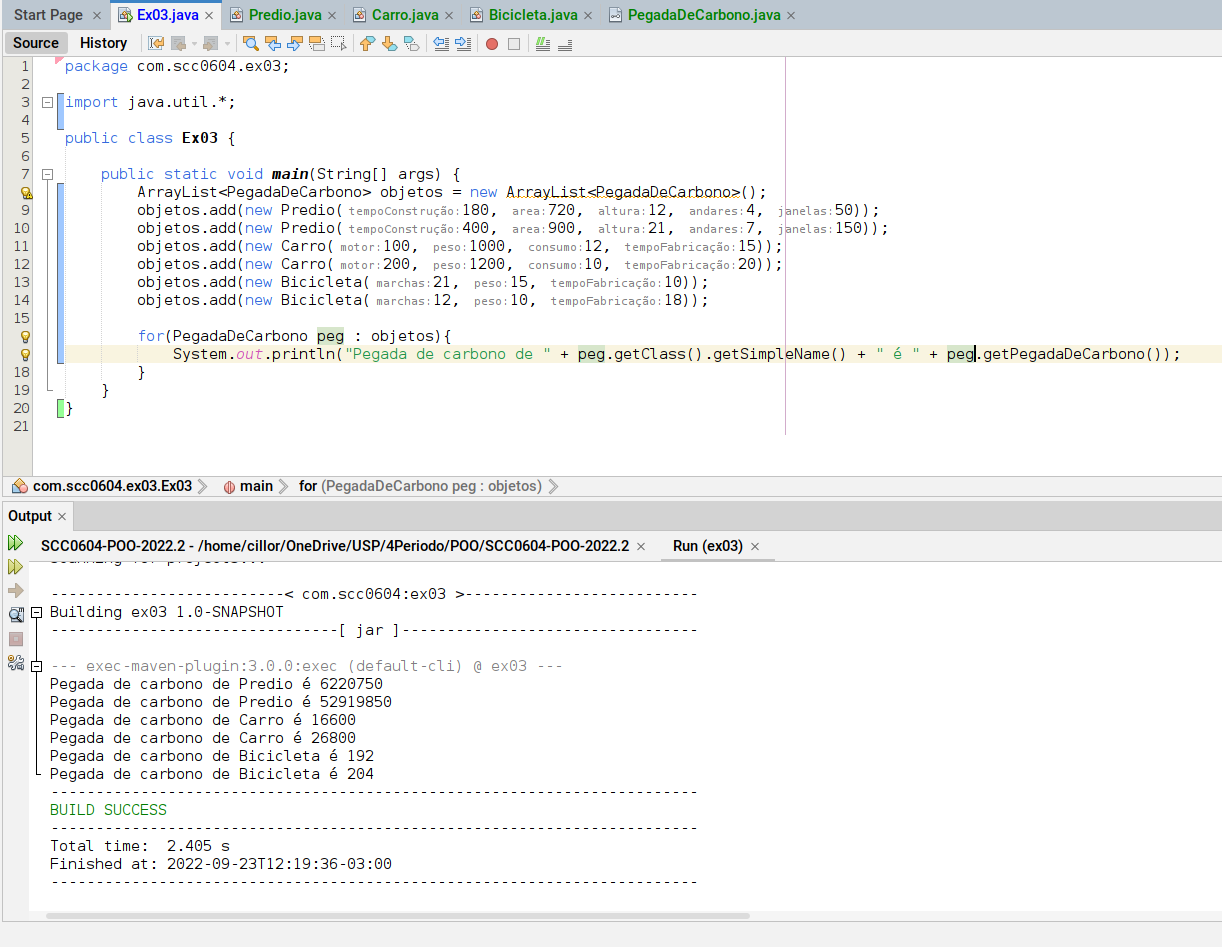 Start Page × Ex03.java × Predio.java × Carro.java × Bicicleta.java × PegadaDeCarbono.java ×
Source History
1 package com.scc0604.ex03;
2
3 import java.util.*;
4
5 public class Ex03 {
6
7 public static void main(String[] args) {
ArrayList<PegadaDeCarbono> objetos = new ArrayList<PegadaDeCarbono>();
9 objetos.add(new Predio( tempoConstrução: 180, area: 720, altura: 12, andares: 4, janelas: 50));
10 objetos.add(new Predio( tempoConstrução: 400, area: 900, altura: 21, andares: 7, janelas: 150));
11 objetos.add(new Carro( motor: 100, peso: 1000, consumo: 12, tempoFabricação: 15));
12 objetos.add(new Carro( motor: 200, peso: 1200, consumo: 10, tempoFabricação: 20));
13 objetos.add(new Bicicleta( marchas: 21, peso: 15, tempoFabricação: 10));
14 objetos.add(new Bicicleta( marchas: 12, peso: 10, tempoFabricação: 18));
15
for(PegadaDeCarbono peg : objetos){
System.out.println("Pegada de carbono de " + peg.getClass().getSimpleName() + " é " + peg.getPegadaDeCarbono());
18 }
19 }
20 }
21
com.scc0604.ex03.Ex03 main for (PegadaDeCarbono peg : objetos)
Output ×
SCC0604-POO-2022.2 - /home/cillor/OneDrive/USP/4Periodo/POO/SCC0604-POO-2022.2 × Run (ex03) ×
Scanning for projects...
--------------------------< com.scc0604:ex03 >--------------------------
Building ex03 1.0-SNAPSHOT
--------------------------------[ jar ]---------------------------------
--- exec-maven-plugin:3.0.0:exec (default-cli) @ ex03 ---
Pegada de carbono de Predio é 6220750
Pegada de carbono de Predio é 52919850
Pegada de carbono de Carro é 16600
Pegada de carbono de Carro é 26800
Pegada de carbono de Bicicleta é 192
Pegada de carbono de Bicicleta é 204
------------------------------------------------------------------------
BUILD SUCCESS
------------------------------------------------------------------------
Total time:  2.405 s
Finished at: 2022-09-23T12:19:36-03:00
------------------------------------------------------------------------